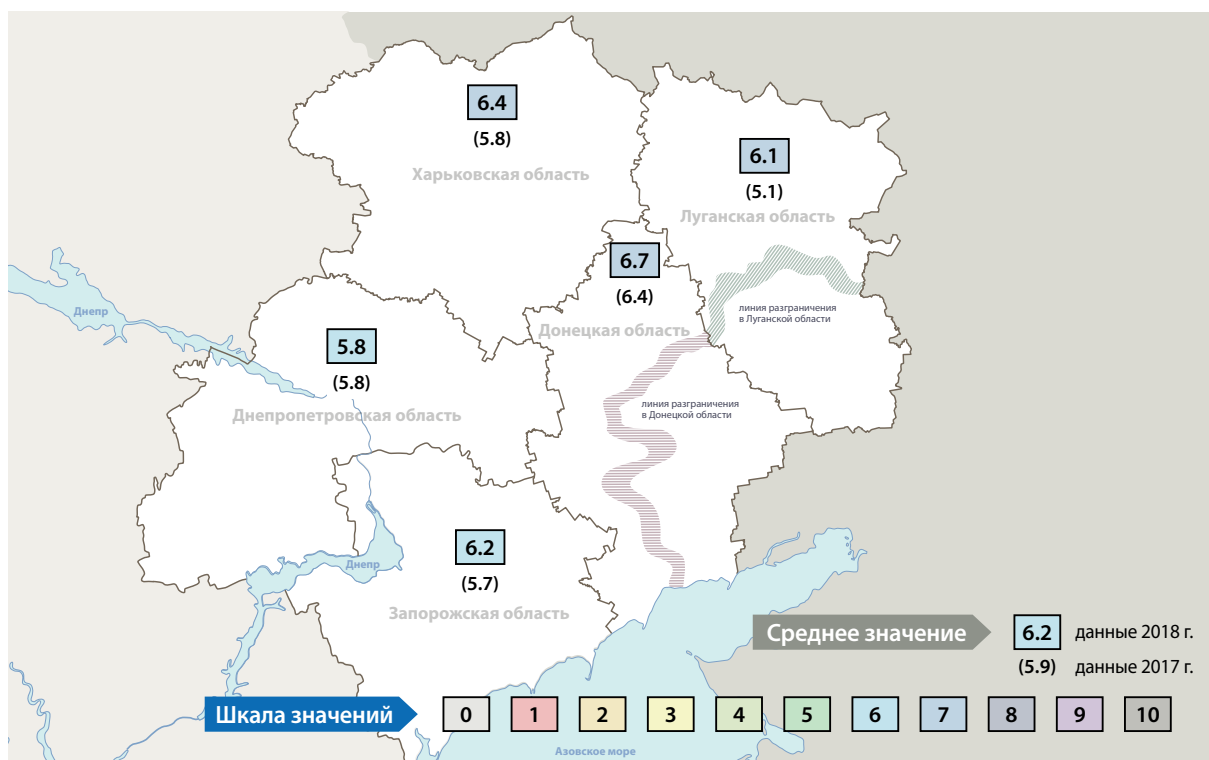 6.4
(5.8)
Харьковская область
6.1
(5.1)
Луганская область
6.7
(6.4)
Донецкая область
линия разграничения
в Луганской области
Днепр
5.8
(5.8)
Днепропетровская область
линия разграничения
в Донецкой области
6.2
(5.7)
Запорожская область
Днепр
Среднее значение
6.2 данные 2018 г.
(5.9) данные 2017 г.
Шкала значений 0 1 2 3 4 5 6 7 8 9 10
Азовское море